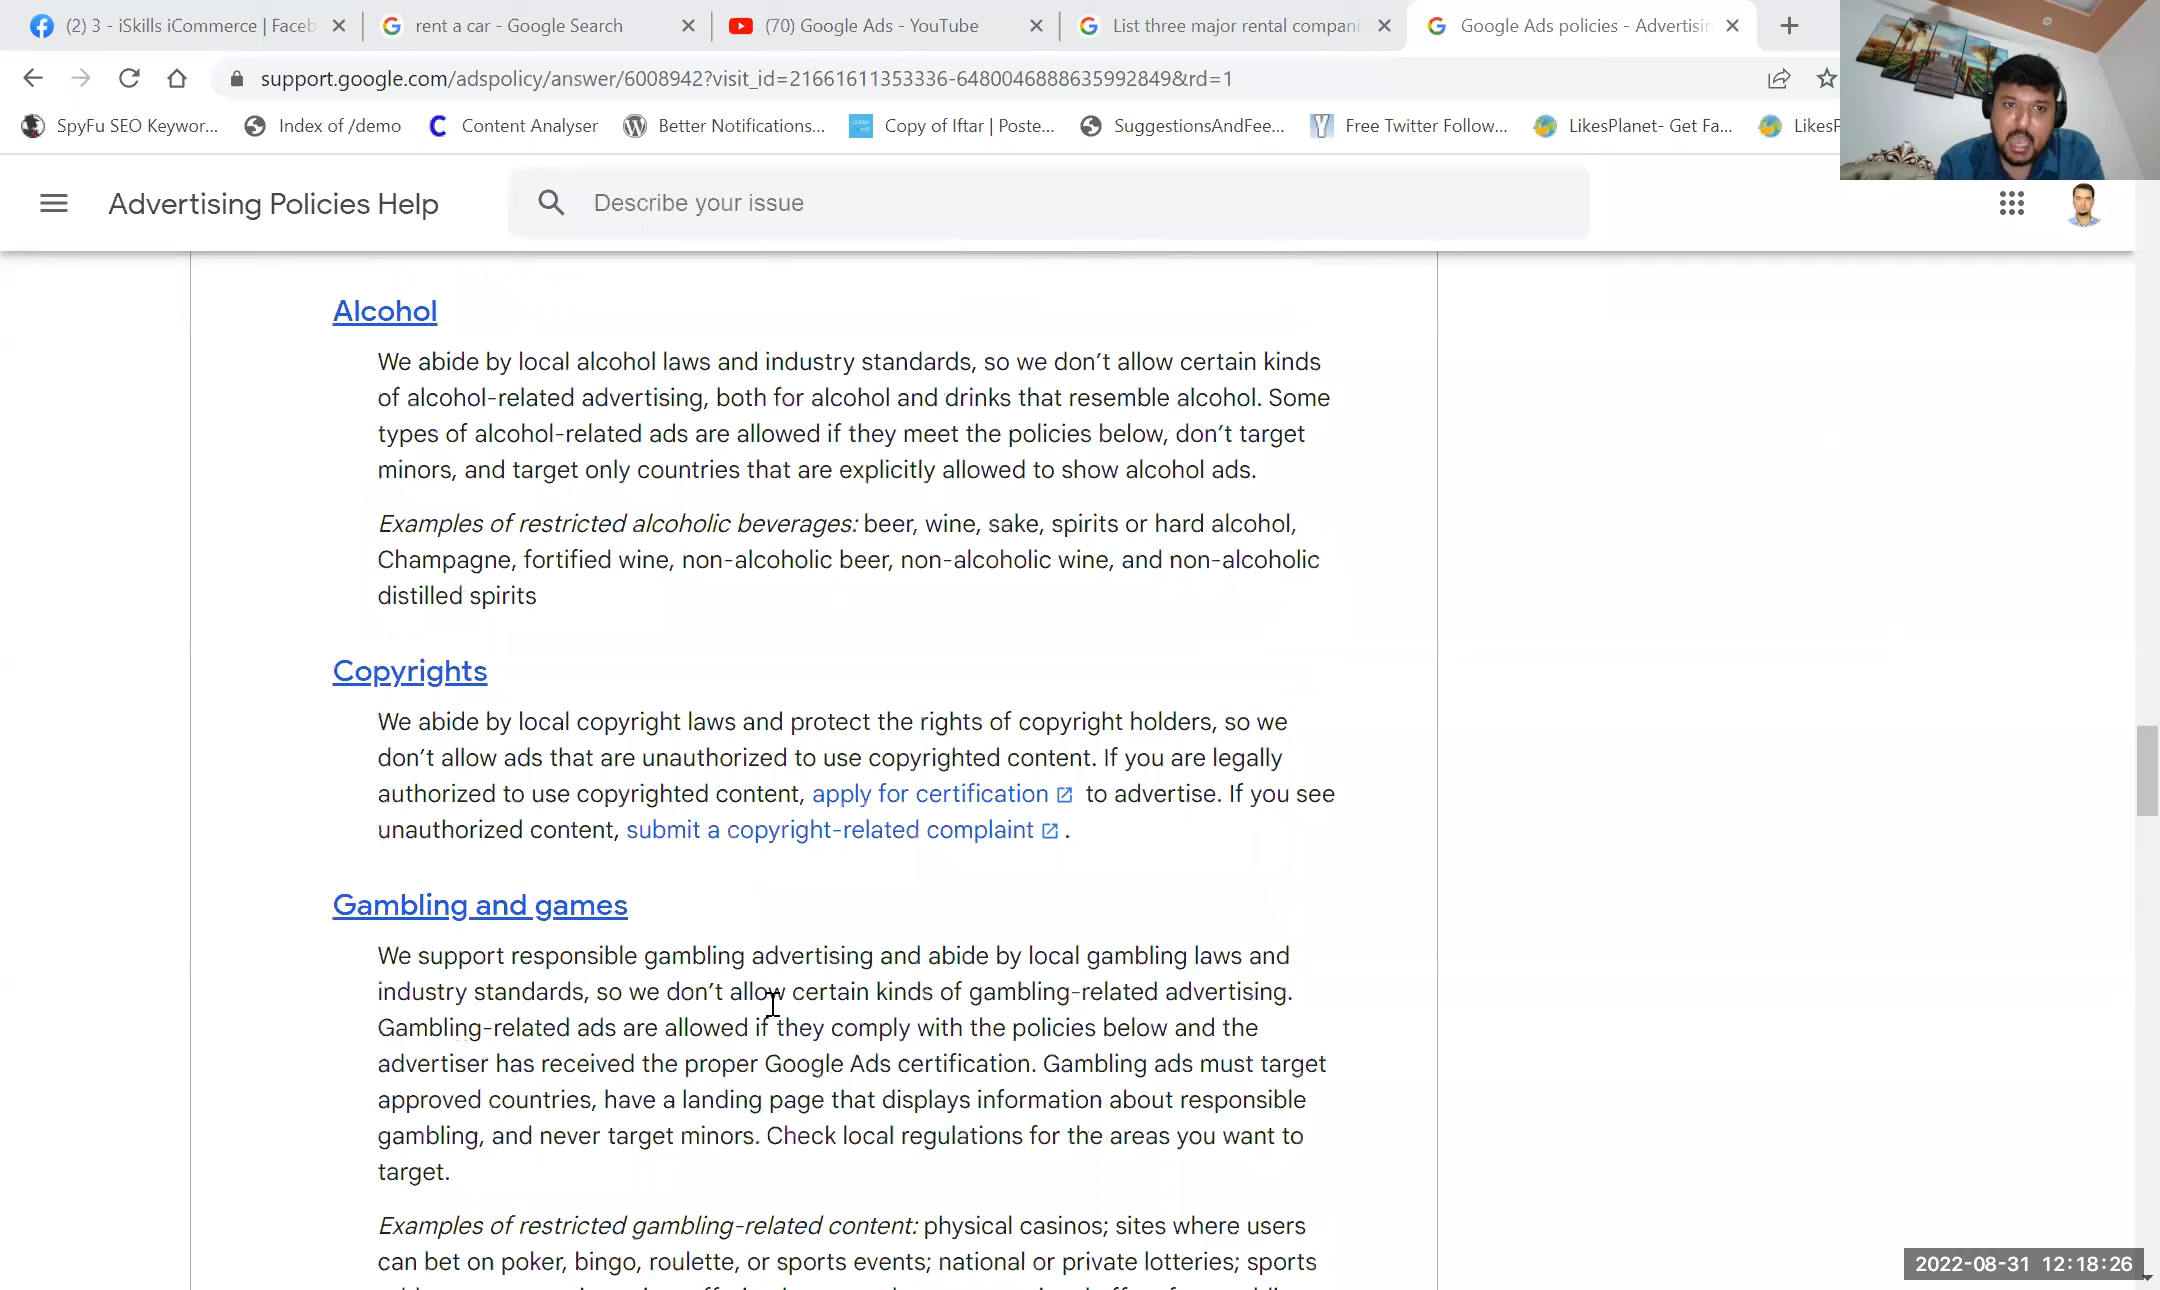 (2) 3 - iSkills iCommerce | Faceb
rent a car - Google Search
(70) Google Ads - YouTube
List three major rental compani
Google Ads policies - Advertisin
support.google.com/adspolicy/answer/6008942?visit_id=21661611353336-6480046888635992849&rd=1
SpyFu SEO Keywor...
Index of /demo
Content Analyser
Better Notifications...
Copy of Iftar | Poste...
SuggestionsAndFee...
Free Twitter Follow...
LikesPlanet- Get Fa...
LikesP
Advertising Policies Help
Describe your issue
Alcohol
We abide by local alcohol laws and industry standards, so we don't allow certain kinds
of alcohol-related advertising, both for alcohol and drinks that resemble alcohol. Some
types of alcohol-related ads are allowed if they meet the policies below, don't target
minors, and target only countries that are explicitly allowed to show alcohol ads.
Examples of restricted alcoholic beverages: beer, wine, sake, spirits or hard alcohol,
Champagne, fortified wine, non-alcoholic beer, non-alcoholic wine, and non-alcoholic
distilled spirits
Copyrights
We abide by local copyright laws and protect the rights of copyright holders, so we
don't allow ads that are unauthorized to use copyrighted content. If you are legally
authorized to use copyrighted content, apply for certification to advertise. If you see
unauthorized content, submit a copyright-related complaint .
Gambling and games
We support responsible gambling advertising and abide by local gambling laws and
industry standards, so we don't allow certain kinds of gambling-related advertising.
Gambling-related ads are allowed if they comply with the policies below and the
advertiser has received the proper Google Ads certification. Gambling ads must target
approved countries, have a landing page that displays information about responsible
gambling, and never target minors. Check local regulations for the areas you want to
target.
Examples of restricted gambling-related content: physical casinos; sites where users
can bet on poker, bingo, roulette, or sports events; national or private lotteries; sports
2022-08-31 12:18:26